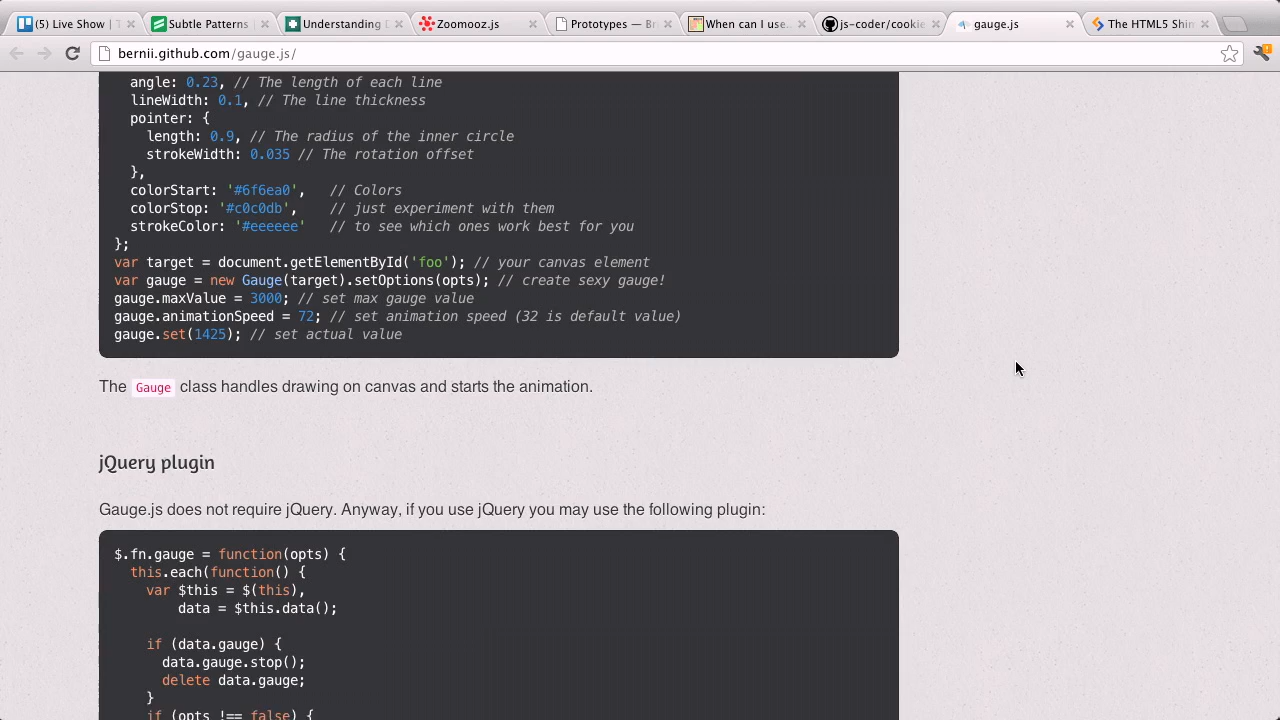 (5) Live Show | T
Subtle Patterns |
Understanding
Zoomooz.js
Prototypes — Br
When can I use..
js-coder/cookie
gauge.js
The HTML5 Shim
bernii.github.com/gauge.js/
angle: 0.23, // The length of each line
lineWidth: 0.1, // The line thickness
pointer: {
length: 0.9, // The radius of the inner circle
strokeWidth: 0.035 // The rotation offset
},
colorStart: '#6f6ea0',   // Colors
colorStop: '#c0c0db',    // just experiment with them
strokeColor: '#eeeeee'   // to see which ones work best for you
};
var target = document.getElementById('foo'); // your canvas element
var gauge = new Gauge(target).setOptions(opts); // create sexy gauge!
gauge.maxValue = 3000; // set max gauge value
gauge.animationSpeed = 72; // set animation speed (32 is default value)
gauge.set(1425); // set actual value
The Gauge class handles drawing on canvas and starts the animation.
jQuery plugin
Gauge.js does not require jQuery. Anyway, if you use jQuery you may use the following plugin:
$.fn.gauge = function(opts) {
this.each(function() {
var $this = $(this),
data = $this.data();
if (data.gauge) {
data.gauge.stop();
delete data.gauge;
}
if (opts !== false) {